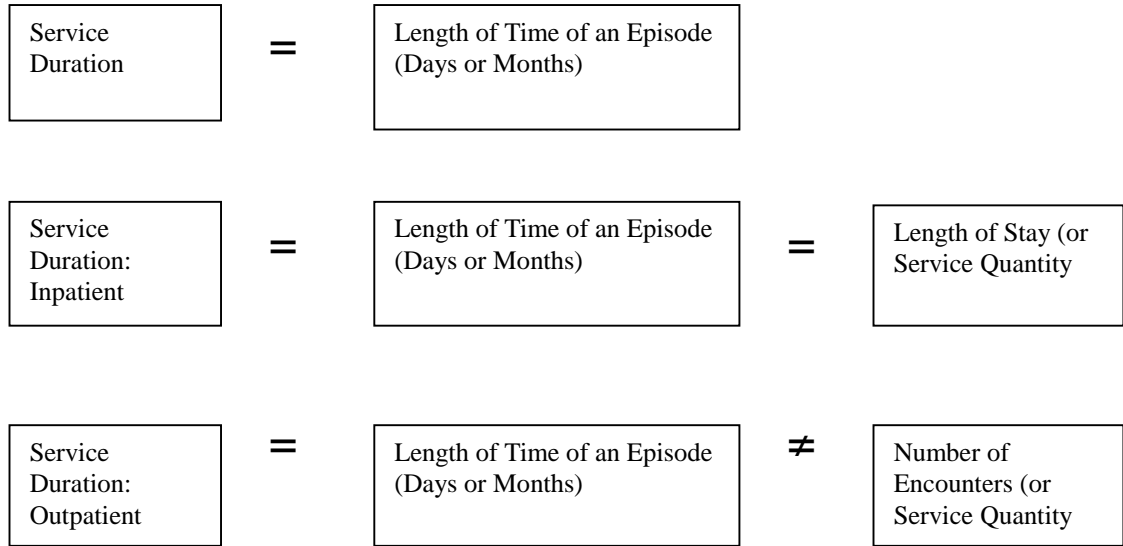 Service
Duration
=
Length of Time of an Episode
(Days or Months)
Service
Duration:
Inpatient
=
Length of Time of an Episode
(Days or Months)
=
Length of Stay (or
Service Quantity
Service
Duration:
Outpatient
=
Length of Time of an Episode
(Days or Months)
≠
Number of
Encounters (or
Service Quantity